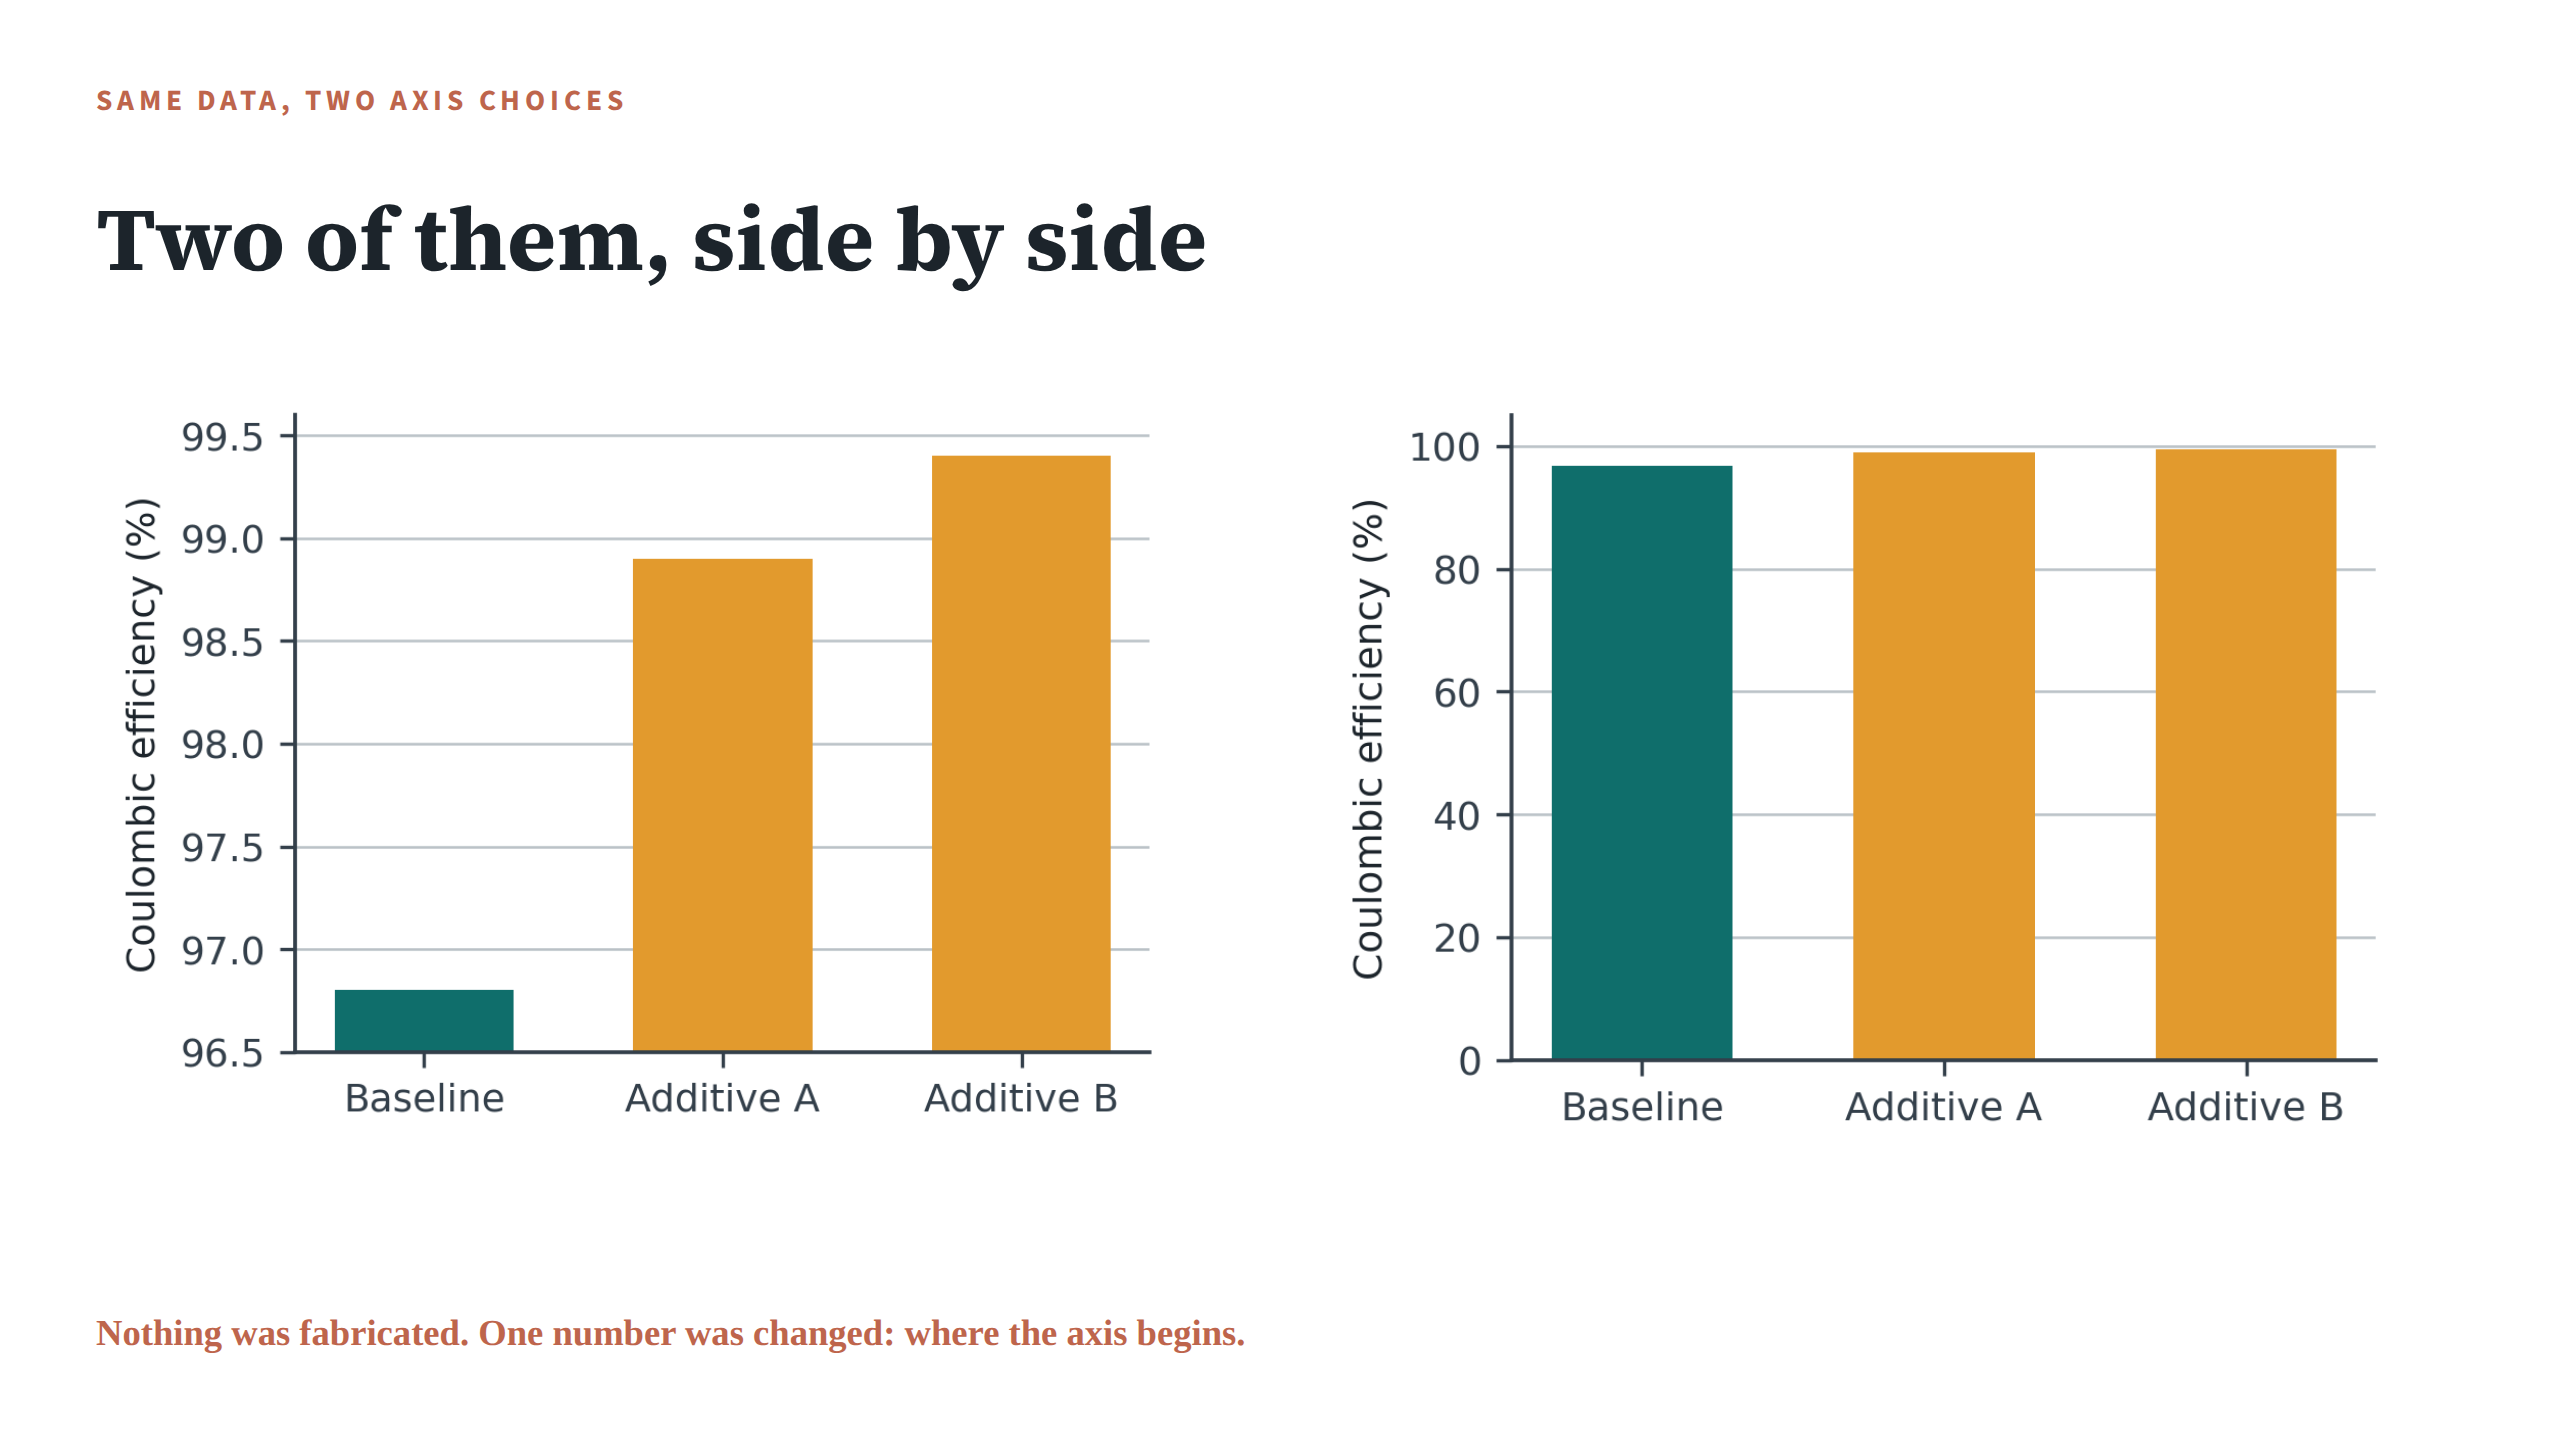 SAME DATA, TWO AXIS CHOICES
Two of them, side by side
Coulombic efficiency (%)
99.5
99.0
98.5
98.0
97.5
97.0
96.5
Baseline
Additive A
Additive B
Coulombic efficiency (%)
100
80
60
40
20
0
Baseline
Additive A
Additive B
Nothing was fabricated. One number was changed: where the axis begins.